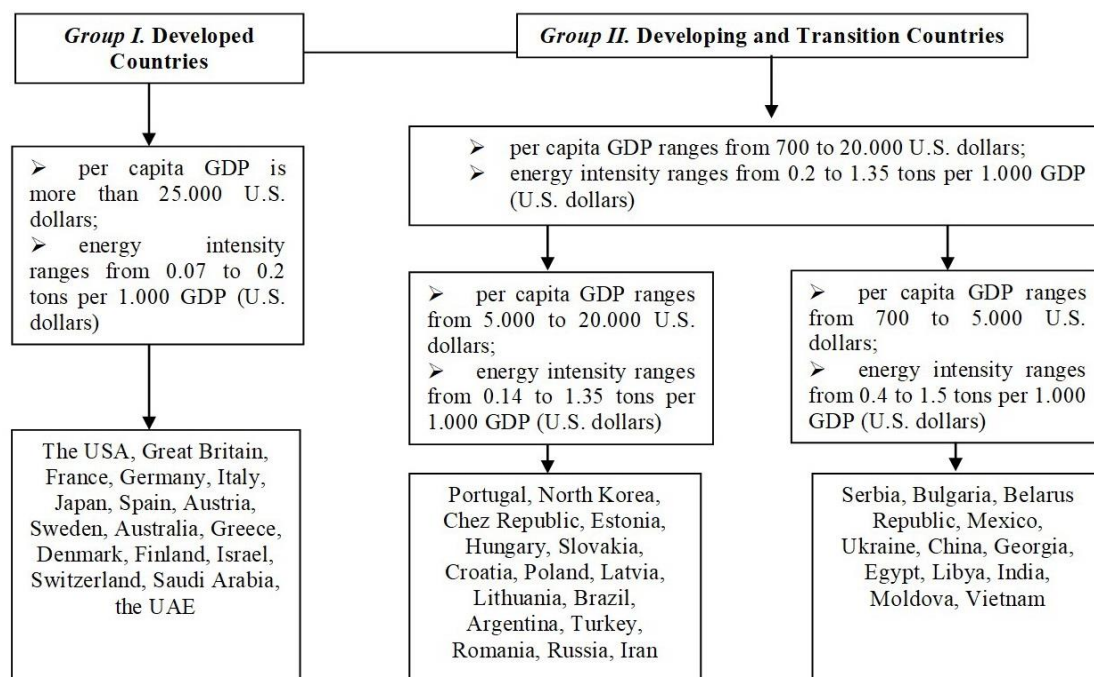 Group I. Developed
Countries
Group II. Developing and Transition Countries
➢ per capita GDP is
more than 25.000 U.S.
dollars;
➢ energy intensity
ranges from 0.07 to 0.2
tons per 1.000 GDP (U.S.
dollars)
➢ per capita GDP ranges from 700 to 20.000 U.S. dollars;
➢ energy intensity ranges from 0.2 to 1.35 tons per 1.000 GDP
(U.S. dollars)
➢ per capita GDP ranges
from 5.000 to 20.000 U.S.
dollars;
➢ energy intensity ranges
from 0.14 to 1.35 tons per
1.000 GDP (U.S. dollars)
➢ per capita GDP ranges
from 700 to 5.000 U.S.
dollars;
➢ energy intensity ranges
from 0.4 to 1.5 tons per 1.000
GDP (U.S. dollars)
The USA, Great Britain,
France, Germany, Italy,
Japan, Spain, Austria,
Sweden, Australia, Greece,
Denmark, Finland, Israel,
Switzerland, Saudi Arabia,
the UAE
Portugal, North Korea,
Chez Republic, Estonia,
Hungary, Slovakia,
Croatia, Poland, Latvia,
Lithuania, Brazil,
Argentina, Turkey,
Romania, Russia, Iran
Serbia, Bulgaria, Belarus
Republic, Mexico,
Ukraine, China, Georgia,
Egypt, Libya, India,
Moldova, Vietnam